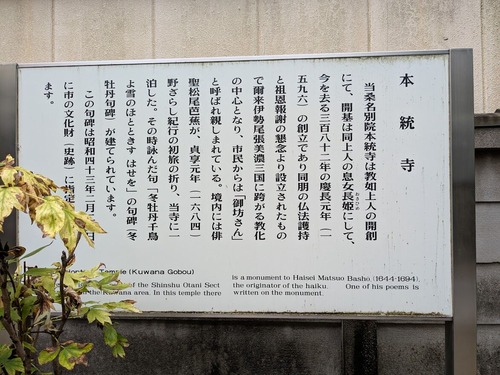 本統寺
当桑名別院本統寺は教如上人の開創
にて、開基は同上人の息女長姫にして、
おさひめ
今を去る三百八十二年の慶長元年(一
五九六)の創立であり同朋の仏法護持
と祖恩報謝の懇念より設立されたもの
で爾来伊勢尾張美濃三国に跨がる教化
の中心となり、市民からは「御坊さん」
と呼ばれ親しまれている。境内には俳
聖松尾芭蕉が、貞享元年(一六八四)
野ざらし紀行の初旅の折り、当寺に一
泊した。その時詠んだ句「冬牡丹千鳥
よ雪のほととぎす はせを」の句碑(冬
牡丹句碑)が建てられています。
この句碑は昭和四十三年二月 日
に市の文化財(史跡)に指定
ます。
Temple (Kuwana Gobou)
of the Shinshu Otani Sect
the Kuwana area. In this temple there
is a monument to Haisei Matsuo Basho (1644-1694),
the originator of the haiku. One of his poems is
written on the monument.